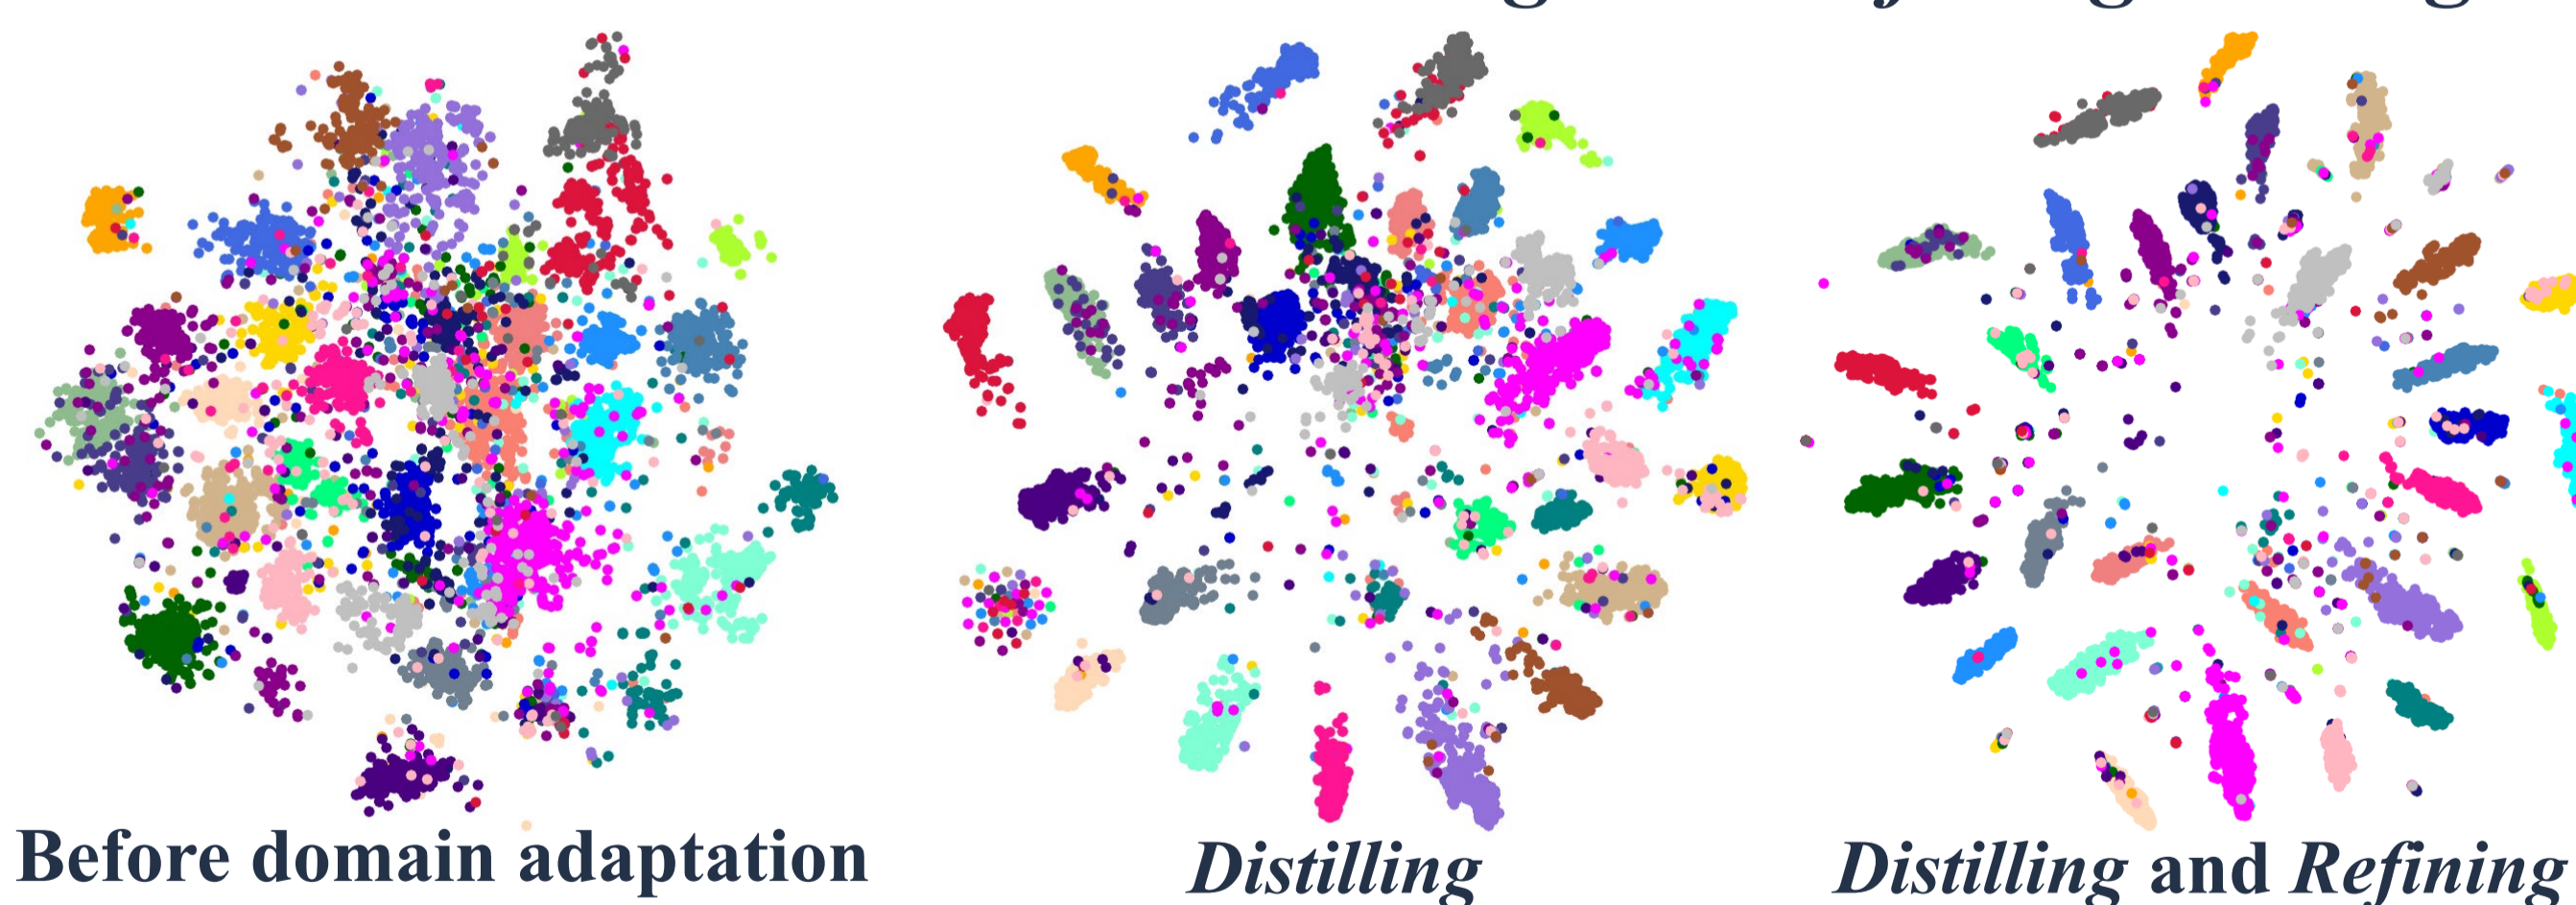 Before domain adaptation
Distilling
Distilling and Refining